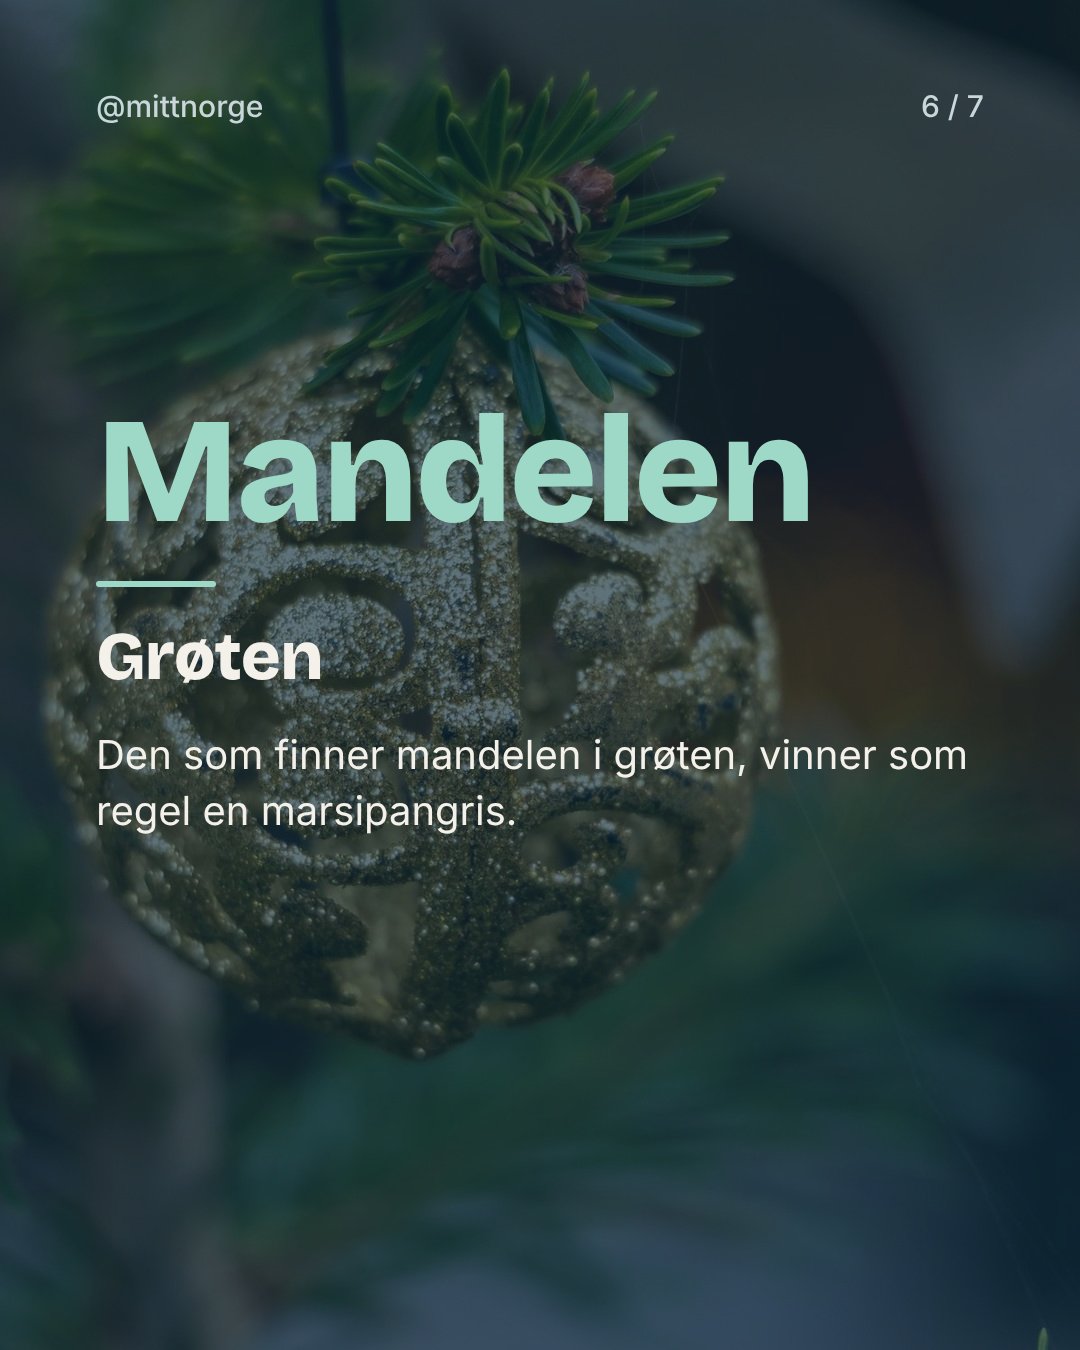 @mittnorge
6 / 7
Mandelen
Grøten
Den som finner mandelen i grøten, vinner som
regel en marsipangris.